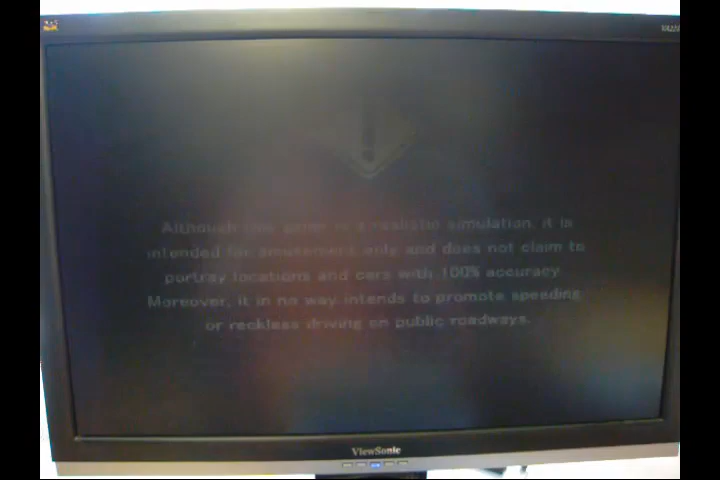 Although this game is a realistic simulation, it is
intended for amusement only and does not claim to
portray locations and cars with 100% accuracy.
Moreover, it in no way intends to promote speeding
or reckless driving on public roadways.
ViewSonic